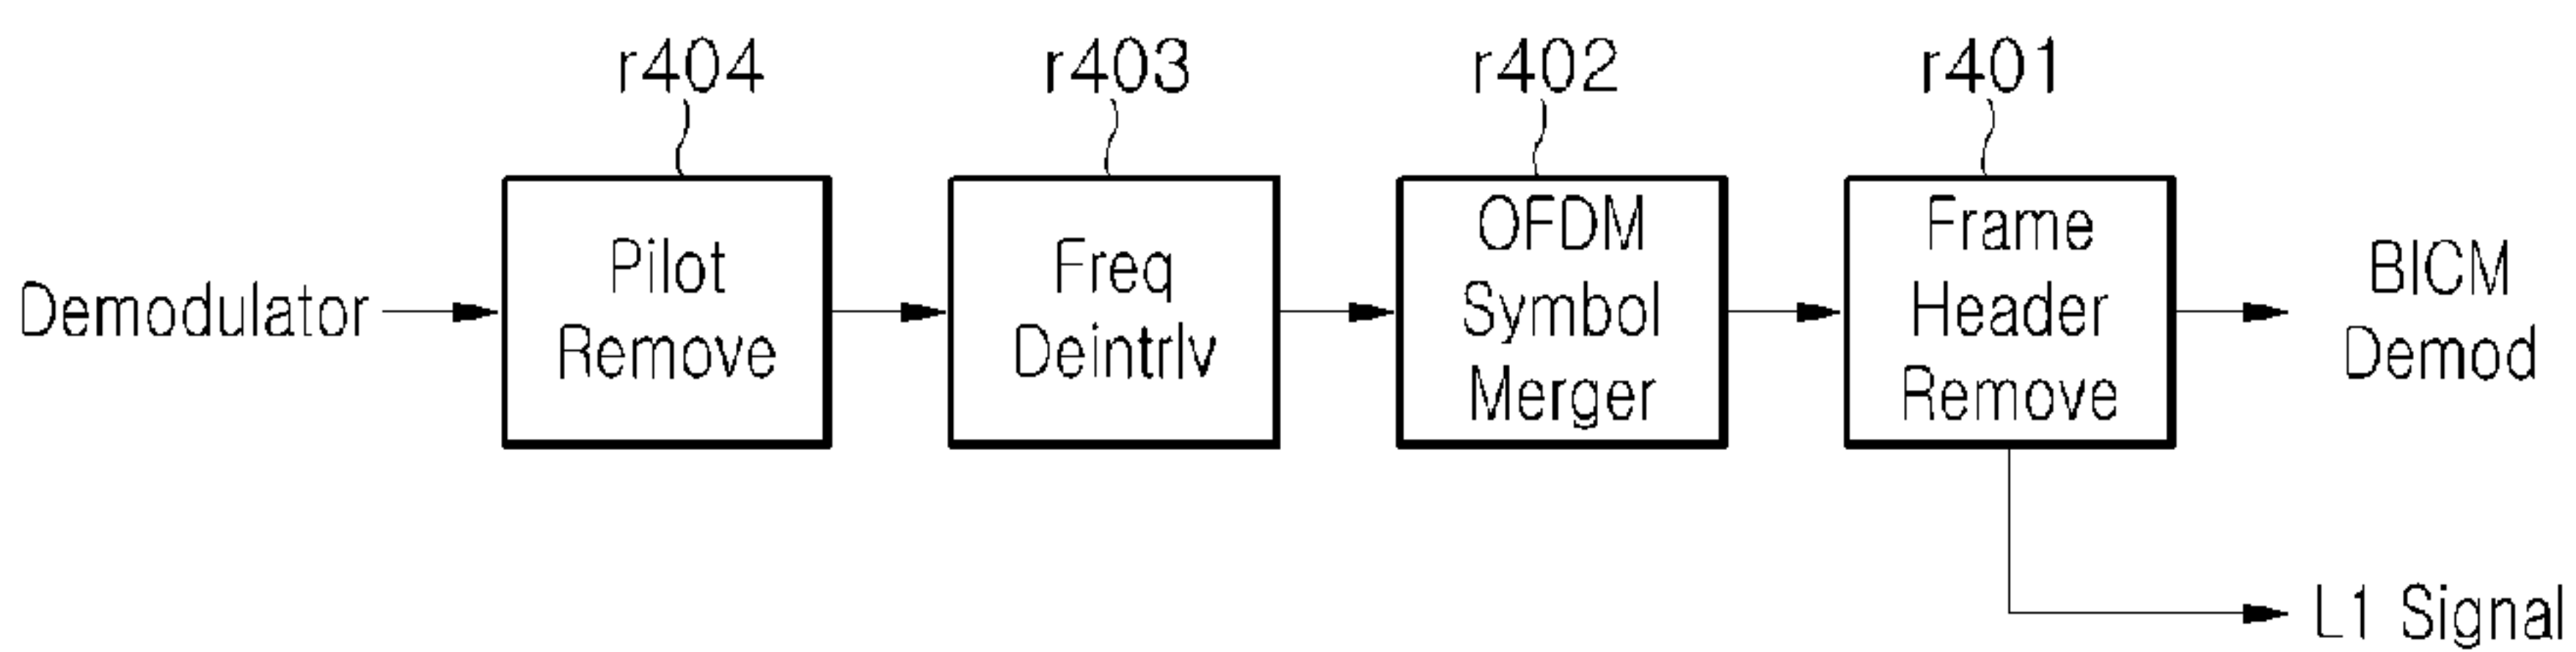 r404
r403
r402
r401
Demodulator
Pilot
Remove
Freq
Deintrlv
OFDM
Symbol
Merger
Frame
Header
Remove
BICM
Demod
L1 Signal